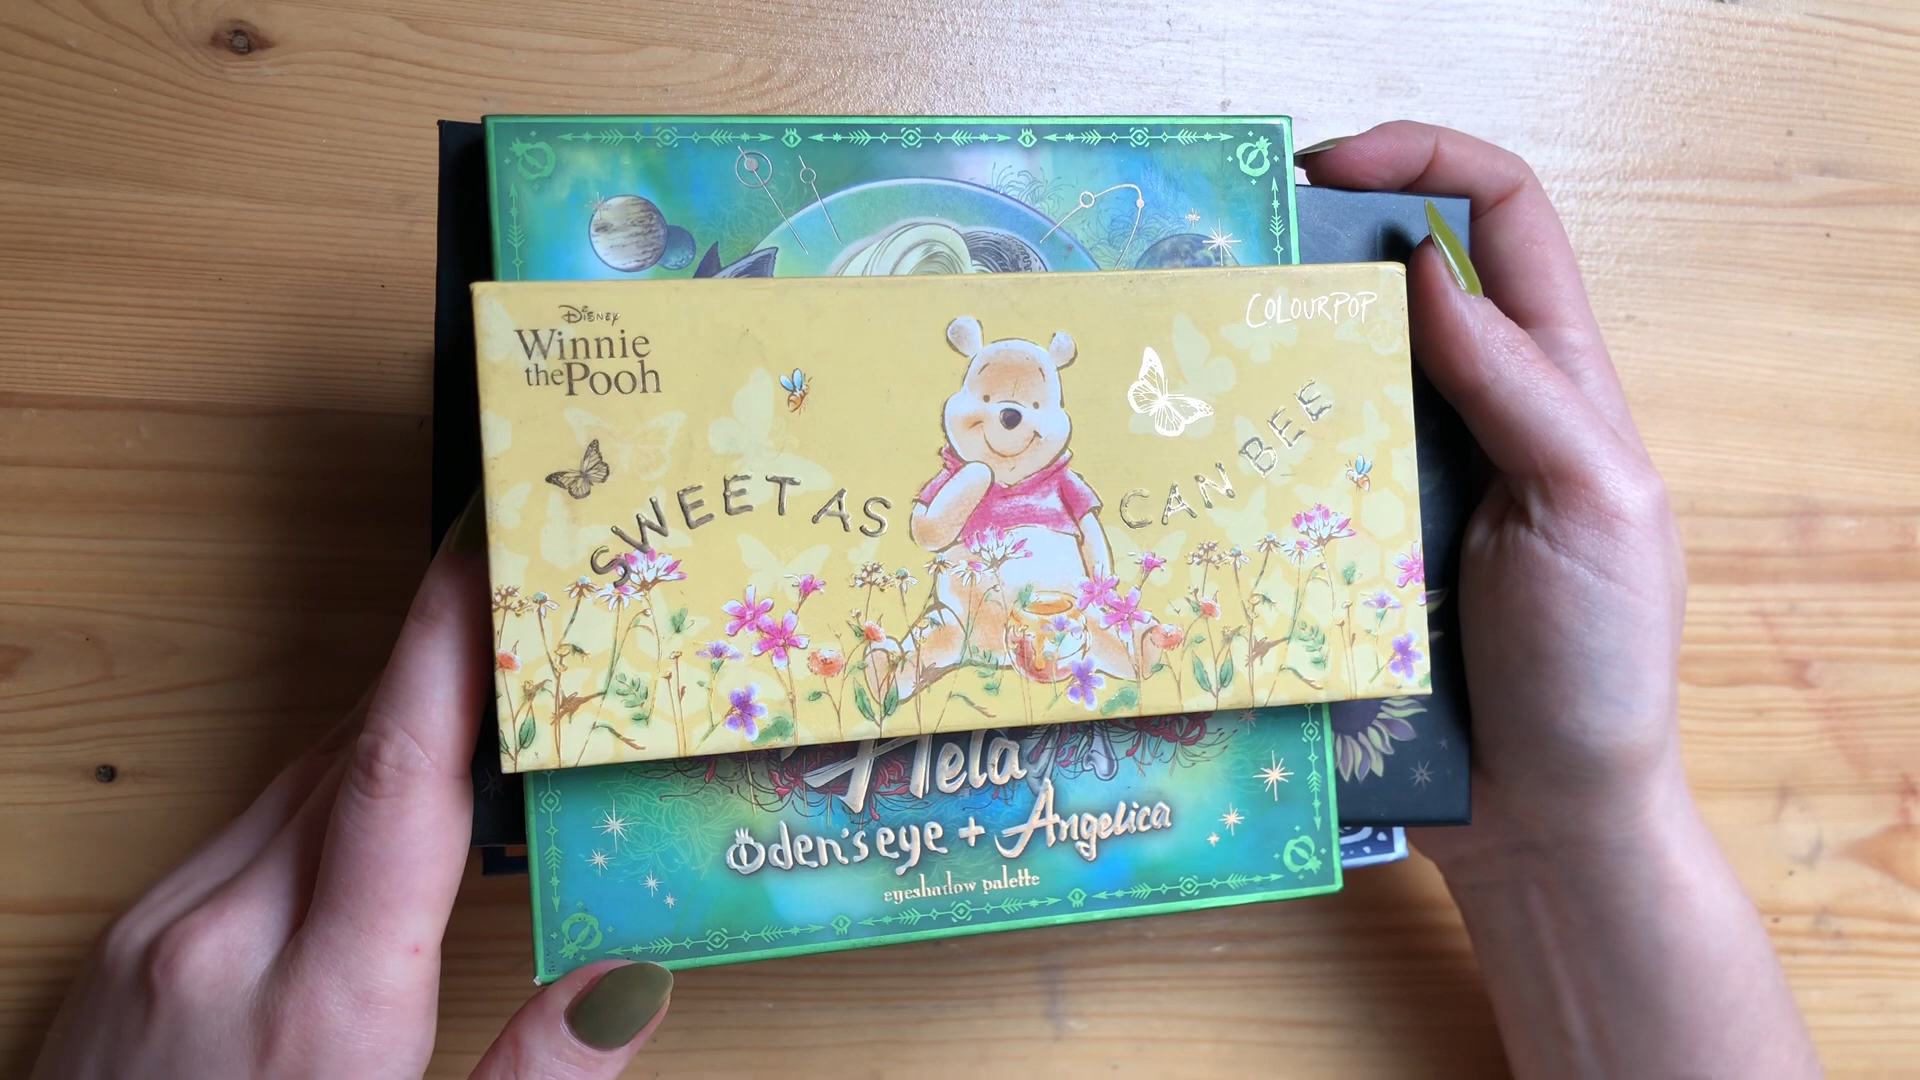 Disney
Winnie
the Pooh
COLOURPOP
SWEET AS CAN BEE
Hela
Oden's eye + Angelica
eyeshadow palette